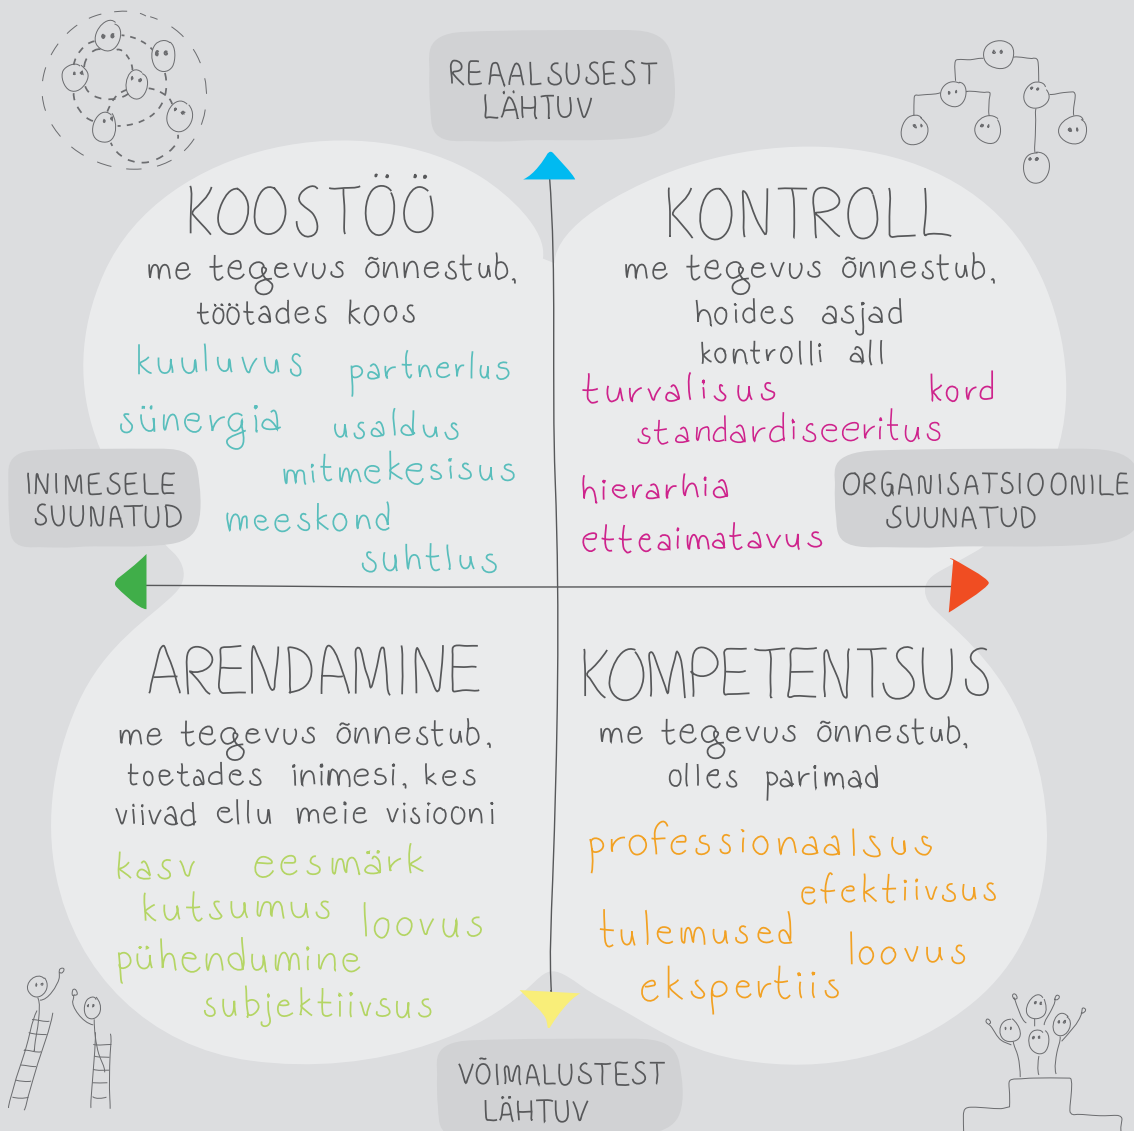 REAALSUSEST
LÄHTUV
KOOSTÖÖ
me tegevus õnnestub,
töötades koos
kuuluvus partnerlus
sünergia usaldus
mitmekesisus
meeskond
suhtlus
KONTROLL
me tegevus õnnestub,
hoides asjad
kontrolli all
turvalisus kord
standardiseeritus
hierarhia
etteaimatavus
INIMESELE
SUUNATUD
ORGANISATSIOONILE
SUUNATUD
ARENDAMINE
me tegevus õnnestub,
toetades inimesi, kes
viivad ellu meie visiooni
kasv eesmärk
kutsumus loovus
pühendumine
subjektiivsus
KOMPETENTSUS
me tegevus õnnestub,
olles parimad
professionaalsus
efektiivsus
tulemused loovus
ekspertiis
VÕIMALUSTEST
LÄHTUV